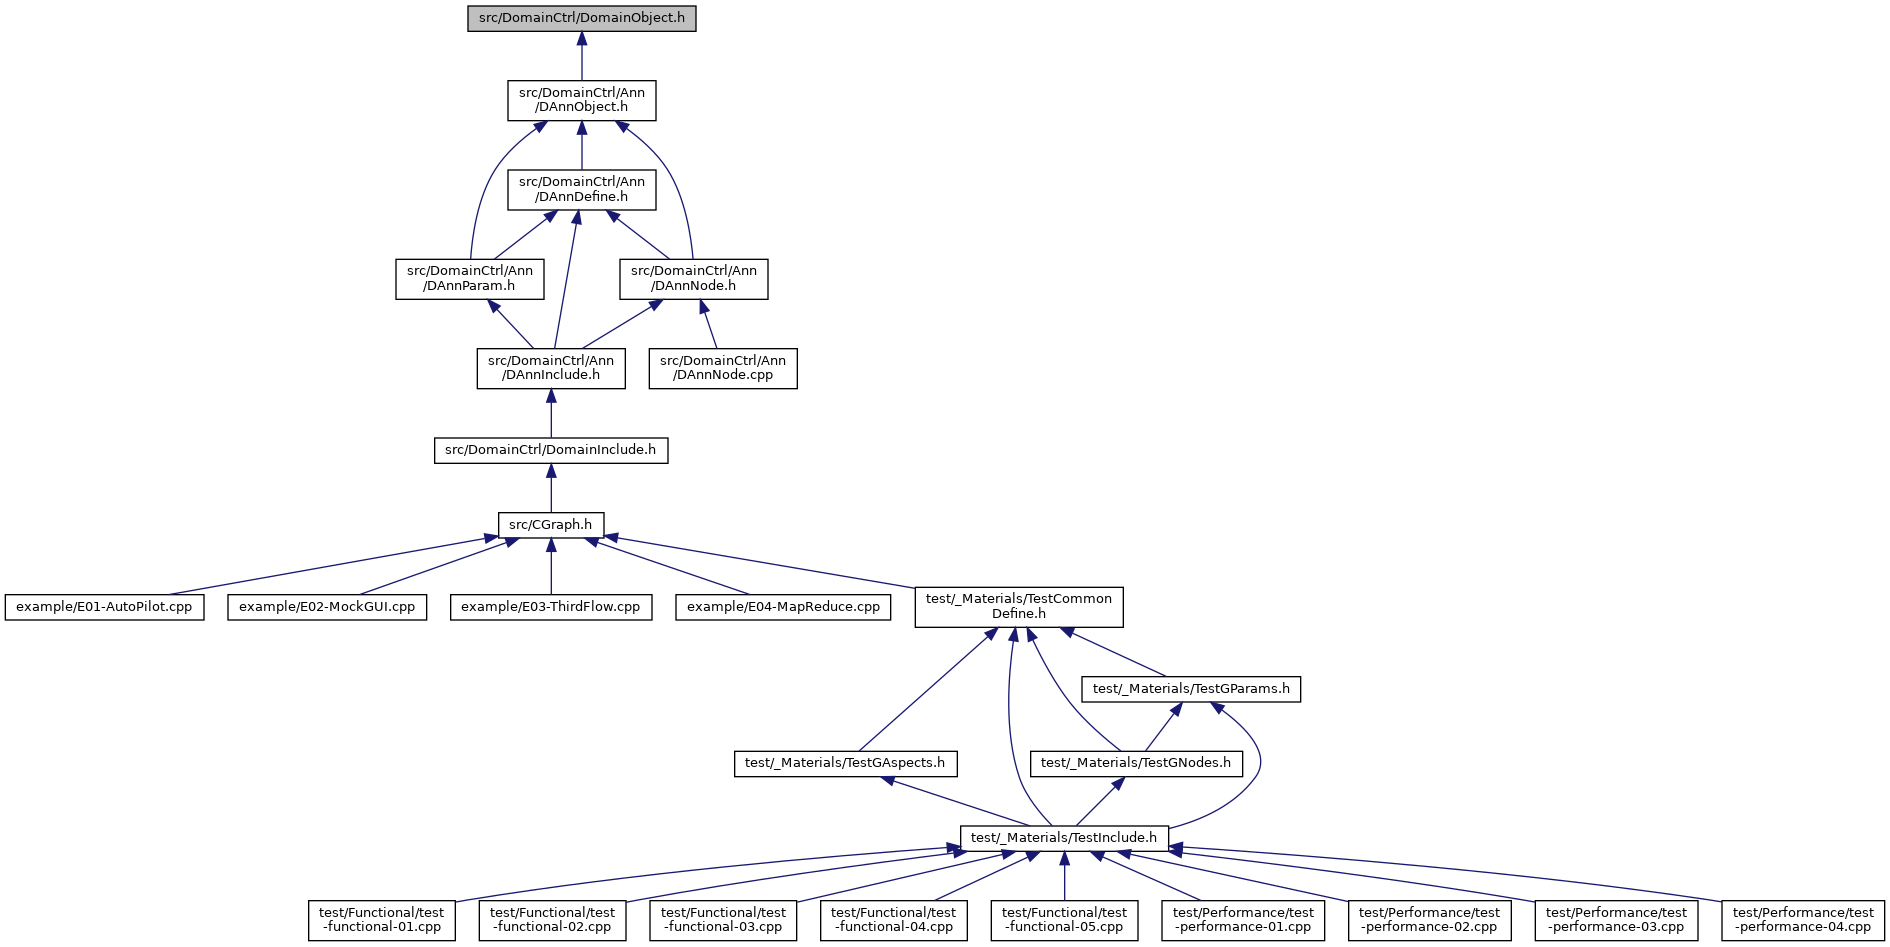 src/DomainCtrl/DomainObject.h
src/DomainCtrl/Ann
/DAnnObject.h
src/DomainCtrl/Ann
/DAnnDefine.h
src/DomainCtrl/Ann
/DAnnParam.h
src/DomainCtrl/Ann
/DAnnNode.h
src/DomainCtrl/Ann
/DAnnInclude.h
src/DomainCtrl/Ann
/DAnnNode.cpp
src/DomainCtrl/DomainInclude.h
src/CGraph.h
example/E01-AutoPilot.cpp
example/E02-MockGUI.cpp
example/E03-ThirdFlow.cpp
example/E04-MapReduce.cpp
test/_Materials/TestCommon
Define.h
test/_Materials/TestGParams.h
test/_Materials/TestGAspects.h
test/_Materials/TestGNodes.h
test/_Materials/TestInclude.h
test/Functional/test
-functional-01.cpp
test/Functional/test
-functional-02.cpp
test/Functional/test
-functional-03.cpp
test/Functional/test
-functional-04.cpp
test/Functional/test
-functional-05.cpp
test/Performance/test
-performance-01.cpp
test/Performance/test
-performance-02.cpp
test/Performance/test
-performance-03.cpp
test/Performance/test
-performance-04.cpp